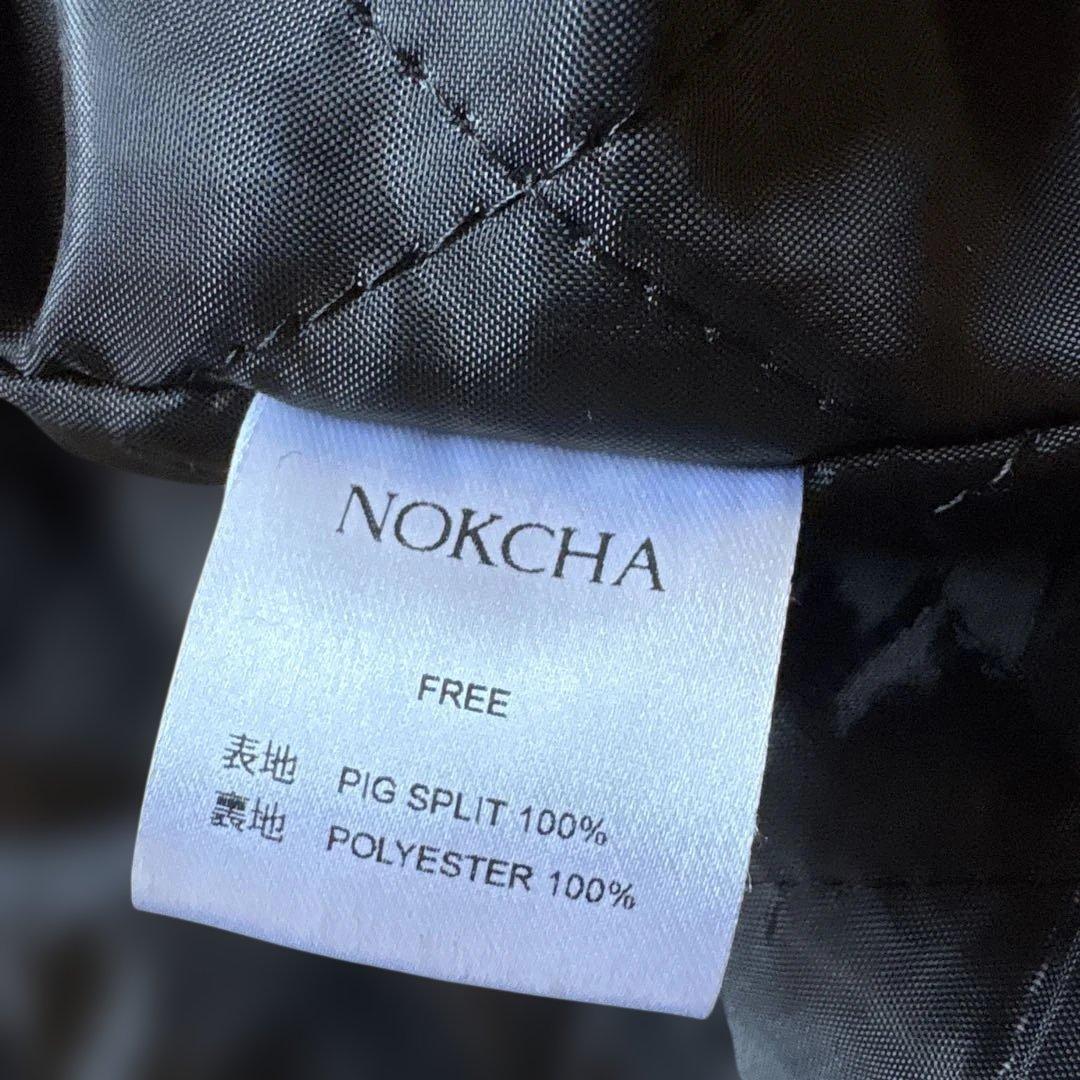 NOKCHA
FREE
表地 PIG SPLIT 100%
裏地 POLYESTER 100%